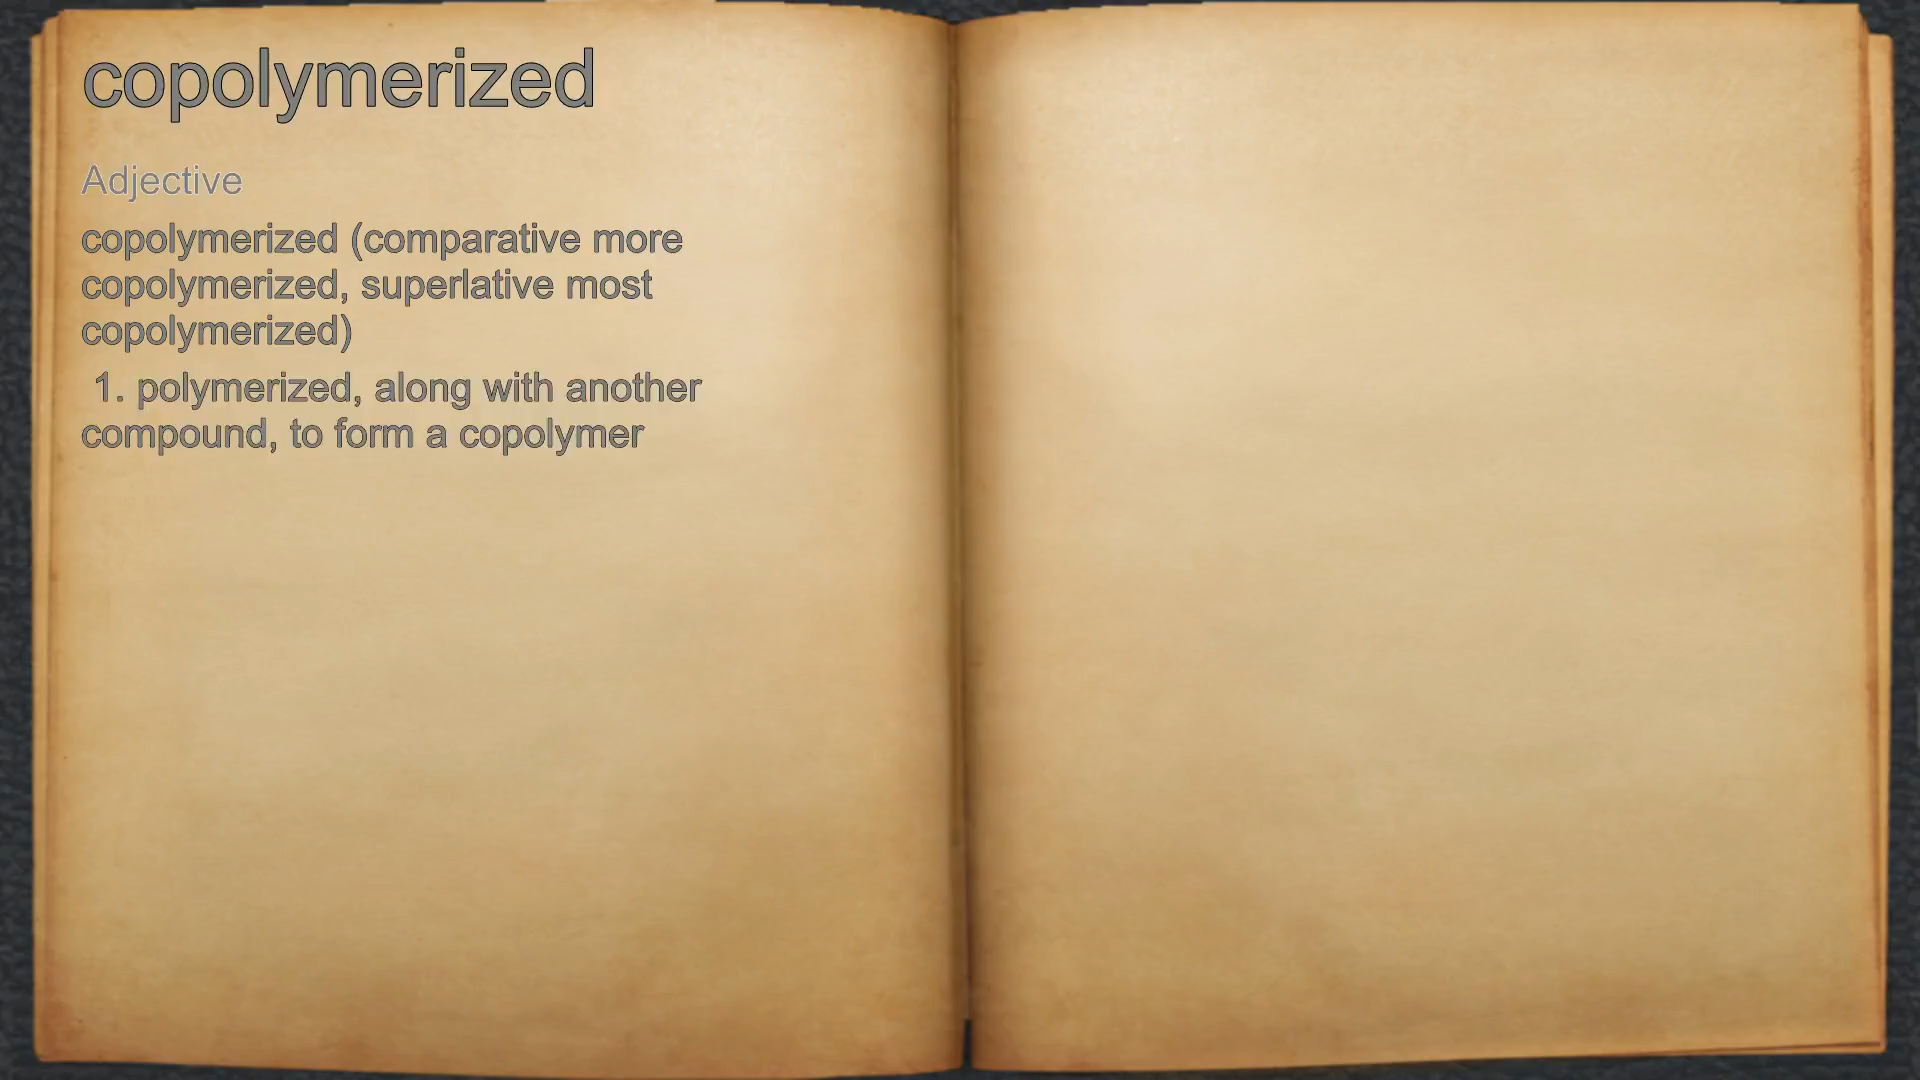 copolymerized
Adjective
copolymerized (comparative more
copolymerized, superlative most
copolymerized)
1. polymerized, along with another
compound, to form a copolymer